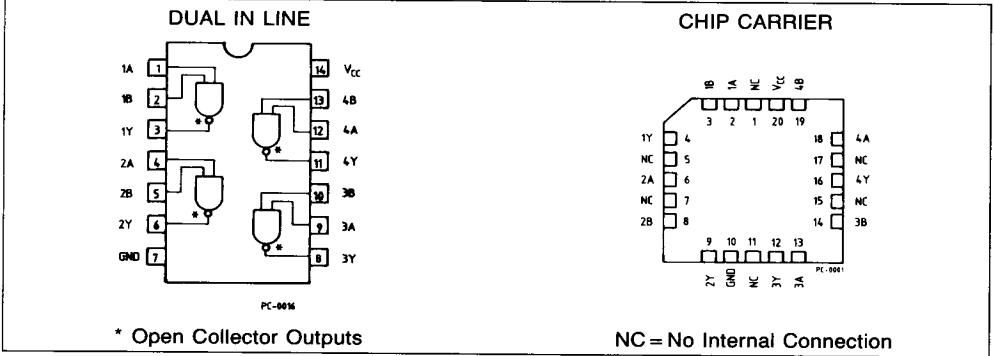 DUAL IN LINE
1A 1 14 VCC
1B 2 13 4B
1Y 3 * 12 4A
2A 4 * 11 4Y
2B 5 10 3B
2Y 6 * 9 3A
GND 7 * 8 3Y
PC-0016
* Open Collector Outputs
CHIP CARRIER
1B 1A NC VCC 4B
3 2 1 20 19
1Y 4 18 4A
NC 5 17 NC
2A 6 16 4Y
NC 7 15 NC
2B 8 14 3B
9 10 11 12 13
PC-0001
2Y GND NC 3Y 3A
NC = No Internal Connection